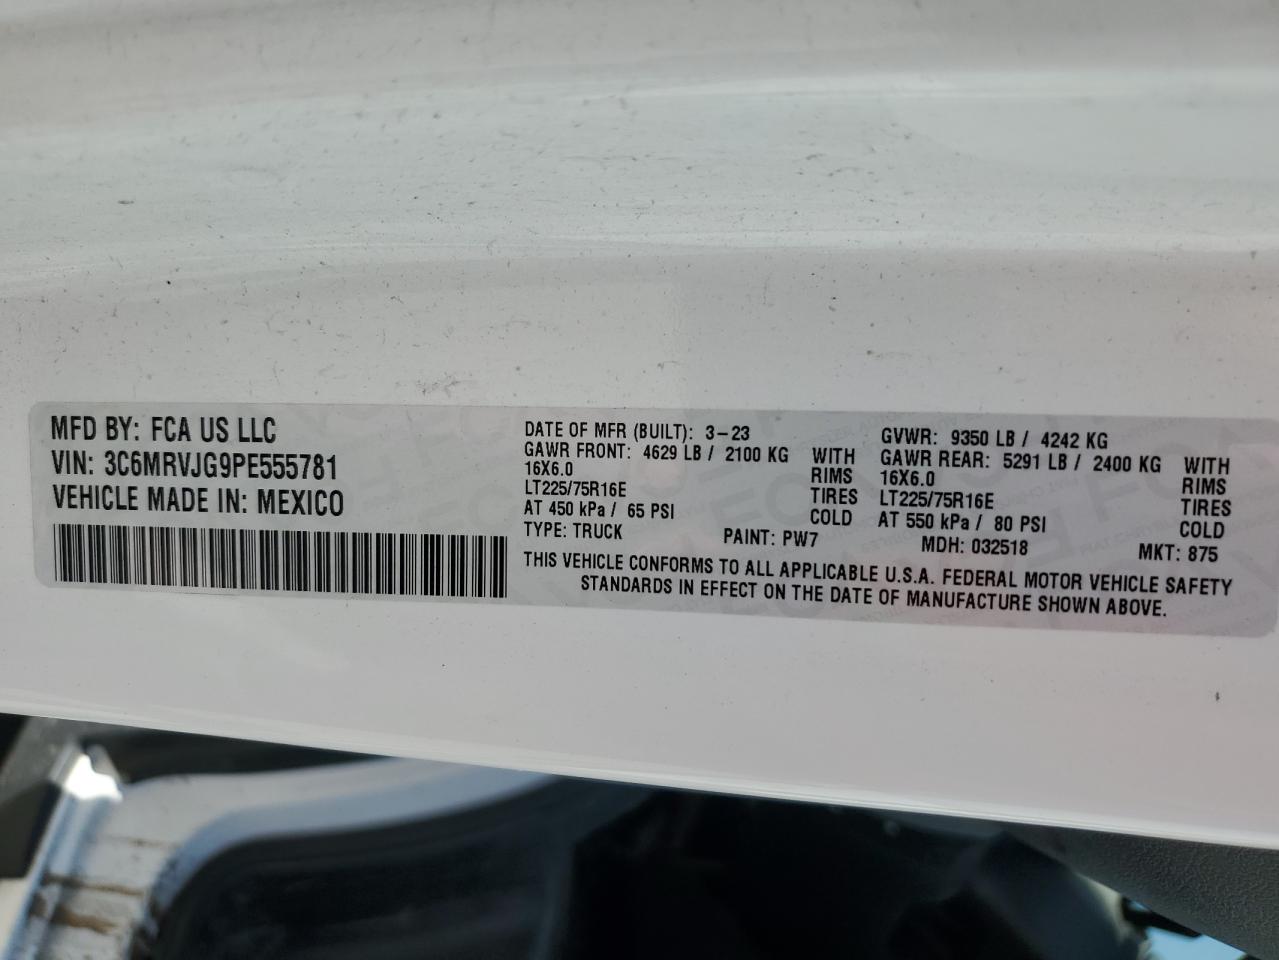 MFD BY: FCA US LLC
VIN: 3C6MRVJG9PE555781
VEHICLE MADE IN: MEXICO
DATE OF MFR (BUILT): 3-23
GAWR FRONT: 4629 LB / 2100 KG WITH
16X6.0 RIMS
LT225/75R16E TIRES
AT 450 kPa / 65 PSI COLD
GVWR: 9350 LB / 4242 KG
GAWR REAR: 5291 LB / 2400 KG WITH
16X6.0 RIMS
LT225/75R16E TIRES
AT 550 kPa / 80 PSI COLD
TYPE: TRUCK PAINT: PW7 MDH: 032518 MKT: 875
THIS VEHICLE CONFORMS TO ALL APPLICABLE U.S.A. FEDERAL MOTOR VEHICLE SAFETY
STANDARDS IN EFFECT ON THE DATE OF MANUFACTURE SHOWN ABOVE.